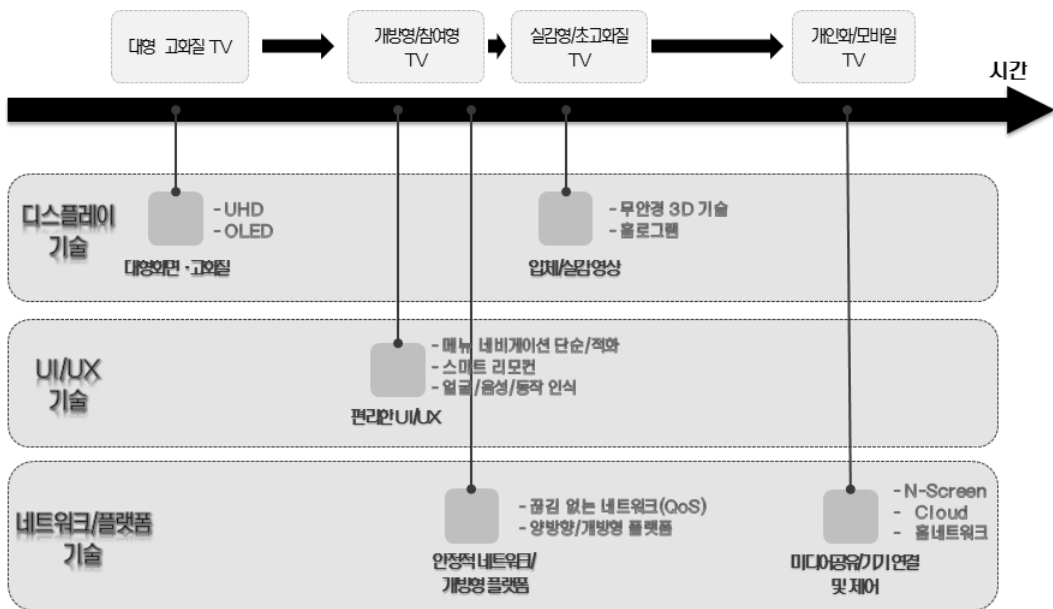 대형 고화질 TV
개방형/참여형
TV
실감형/초고화질
TV
개인화/모바일
TV
시간
디스플레이
기술
- UHD
- OLED
대형화면·고화질
- 무안경 3D 기술
- 홀로그램
입체/실감영상
UI/UX
기술
- 메뉴 네비게이션 단순/적화
- 스마트 리모컨
- 얼굴/음성/동작 인식
편리한 UI/UX
네트워크/플랫폼
기술
- 끊김 없는 네트워크(QoS)
- 양방향/개방형 플랫폼
안정적 네트워크/
개방형 플랫폼
- N-Screen
- Cloud
- 홈네트워크
미디어공유/기기 연결
및 제어